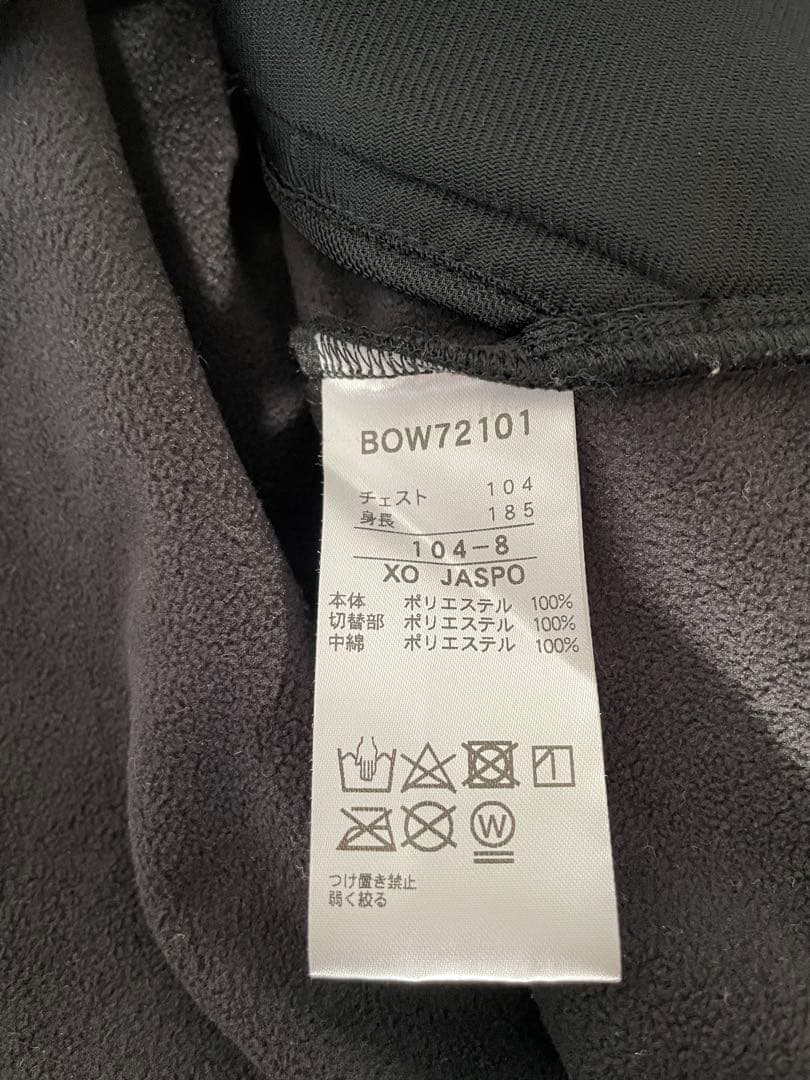 BOW72101
チェスト 104
身長 185
104-8
XO JASPO
本体 ポリエステル 100%
切替部 ポリエステル 100%
中綿 ポリエステル 100%
W
つけ置き禁止
弱く絞る